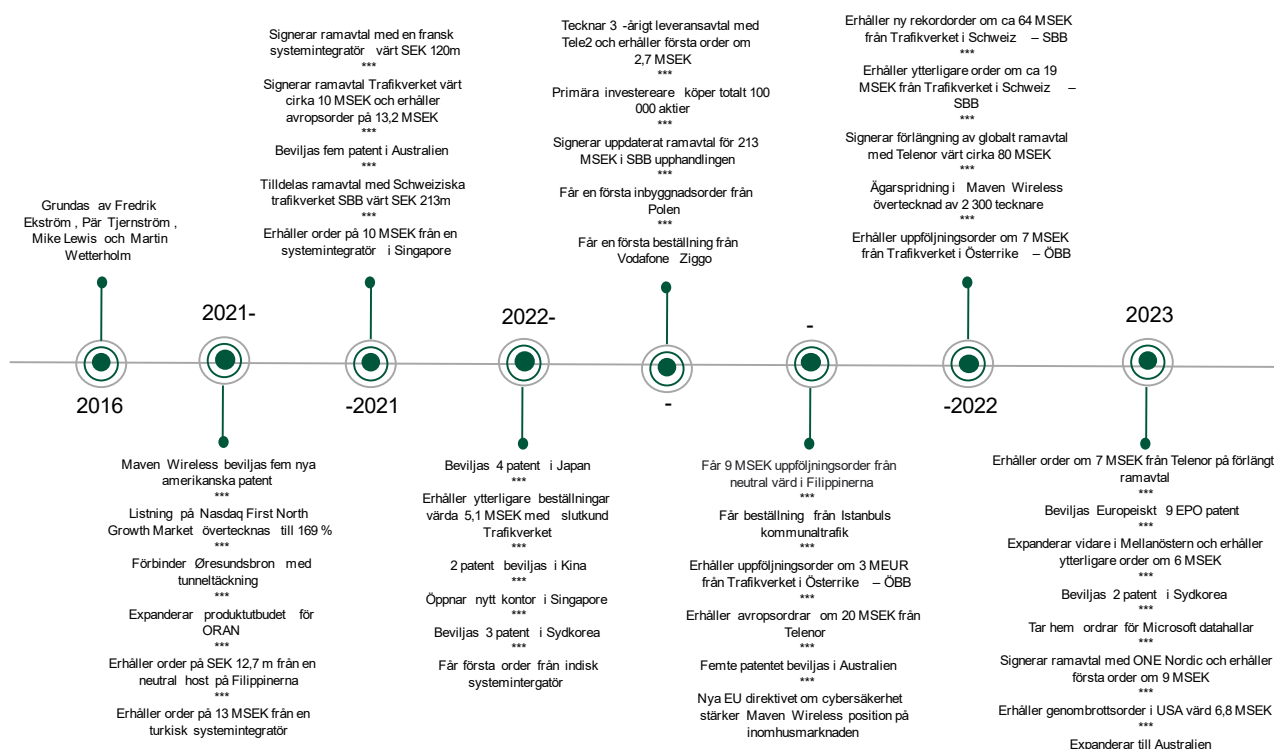 Grundas av Fredrik
Ekström, Pär Tjernström,
Mike Lewis och Martin
Wetterholm
2016
2021-
Maven Wireless beviljas fem nya
amerikanska patent
***
Listning på Nasdaq First North
Growth Market övertecknas till 169 %
***
Förbinder Øresundsbron med
tunneltäckning
***
Expanderar produktutbudet för
ORAN
***
Erhåller order på SEK 12,7 m från en
neutral host på Filippinerna
***
Erhåller order på 13 MSEK från en
turkisk systemintegratör
Signerar ramavtal med en fransk
systemintegratör värt SEK 120m
***
Signerar ramavtal Trafikverket värt
cirka 10 MSEK och erhåller
avropsorder på 13,2 MSEK
***
Beviljas fem patent i Australien
***
Tilldelas ramavtal med Schweiziska
trafikverket SBB värt SEK 213m
***
Erhåller order på 10 MSEK från en
systemintegratör i Singapore
-2021
2022-
Beviljas 4 patent i Japan
***
Erhåller ytterligare beställningar
värda 5,1 MSEK med slutkund
Trafikverket
***
2 patent beviljas i Kina
***
Öppnar nytt kontor i Singapore
***
Beviljas 3 patent i Sydkorea
***
Får första order från indisk
systemintergatör
Tecknar 3 -årigt leveransavtal med
Tele2 och erhåller första order om
2,7 MSEK
***
Primära investereare köper totalt 100
000 aktier
***
Signerar uppdaterat ramavtal för 213
MSEK i SBB upphandlingen
***
Får en första inbyggnadsorder från
Polen
***
Får en första beställning från
Vodafone Ziggo
-
-
Får 9 MSEK uppföljningsorder från
neutral värd i Filippinerna
***
Får beställning från Istanbuls
kommunaltrafik
***
Erhåller uppföljningsorder om 3 MEUR
från Trafikverket i Österrike – ÖBB
***
Erhåller avropsordrar om 20 MSEK från
Telenor
***
Femte patentet beviljas i Australien
***
Nya EU direktivet om cybersäkerhet
stärker Maven Wireless position på
inomhusmarknaden
Erhåller ny rekordorder om ca 64 MSEK
från Trafikverket i Schweiz – SBB
***
Erhåller ytterligare order om ca 19
MSEK från Trafikverket i Schweiz –
SBB
***
Signerar förlängning av globalt ramavtal
med Telenor värt cirka 80 MSEK
***
Ägarspridning i Maven Wireless
övertecknad av 2 300 tecknare
***
Erhåller uppföljningsorder om 7 MSEK
från Trafikverket i Österrike – ÖBB
-2022
2023
Erhåller order om 7 MSEK från Telenor på förlängt
ramavtal
***
Beviljas Europeiskt 9 EPO patent
***
Expanderar vidare i Mellanöstern och erhåller
ytterligare order om 6 MSEK
***
Beviljas 2 patent i Sydkorea
***
Tar hem ordrar för Microsoft datahallar
***
Signerar ramavtal med ONE Nordic och erhåller
första order om 9 MSEK
***
Erhåller genombrottsorder i USA värd 6,8 MSEK
***
Expanderar till Australien